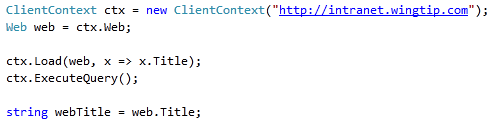 ClientContext ctx = new ClientContext("http://intranet.wingtip.com");
Web web = ctx.Web;
ctx.Load(web, x => x.Title);
ctx.ExecuteQuery();
string webTitle = web.Title;